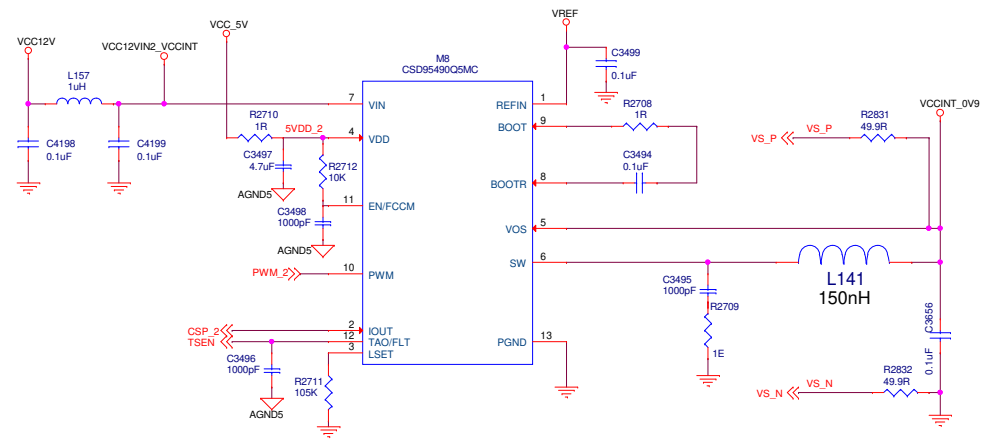 VREF
VCC_5V
VCC12V
VCC12VIN2_VCCINT
L157
1uH
C4198
0.1uF
C4199
0.1uF
R2710
1R
5VDD_2
C3497
4.7uF
AGND5
R2712
10K
C3498
1000pF
AGND5
PWM_2
CSP_2
TSEN
C3496
1000pF
AGND5
R2711
105K
M8
CSD95490Q5MC
7
VIN
4
VDD
11
EN/FCCM
10
PWM
2
IOUT
12
TAO/FLT
3
LSET
REFIN
1
BOOT
9
BOOTR
8
VOS
5
SW
6
PGND
13
C3499
0.1uF
R2708
1R
C3494
0.1uF
VCCINT_0V9
R2831
49.9R
VS_P
VS_P
L141
150nH
C3495
1000pF
R2709
1E
C3656
0.1uF
R2832
49.9R
VS_N
VS_N